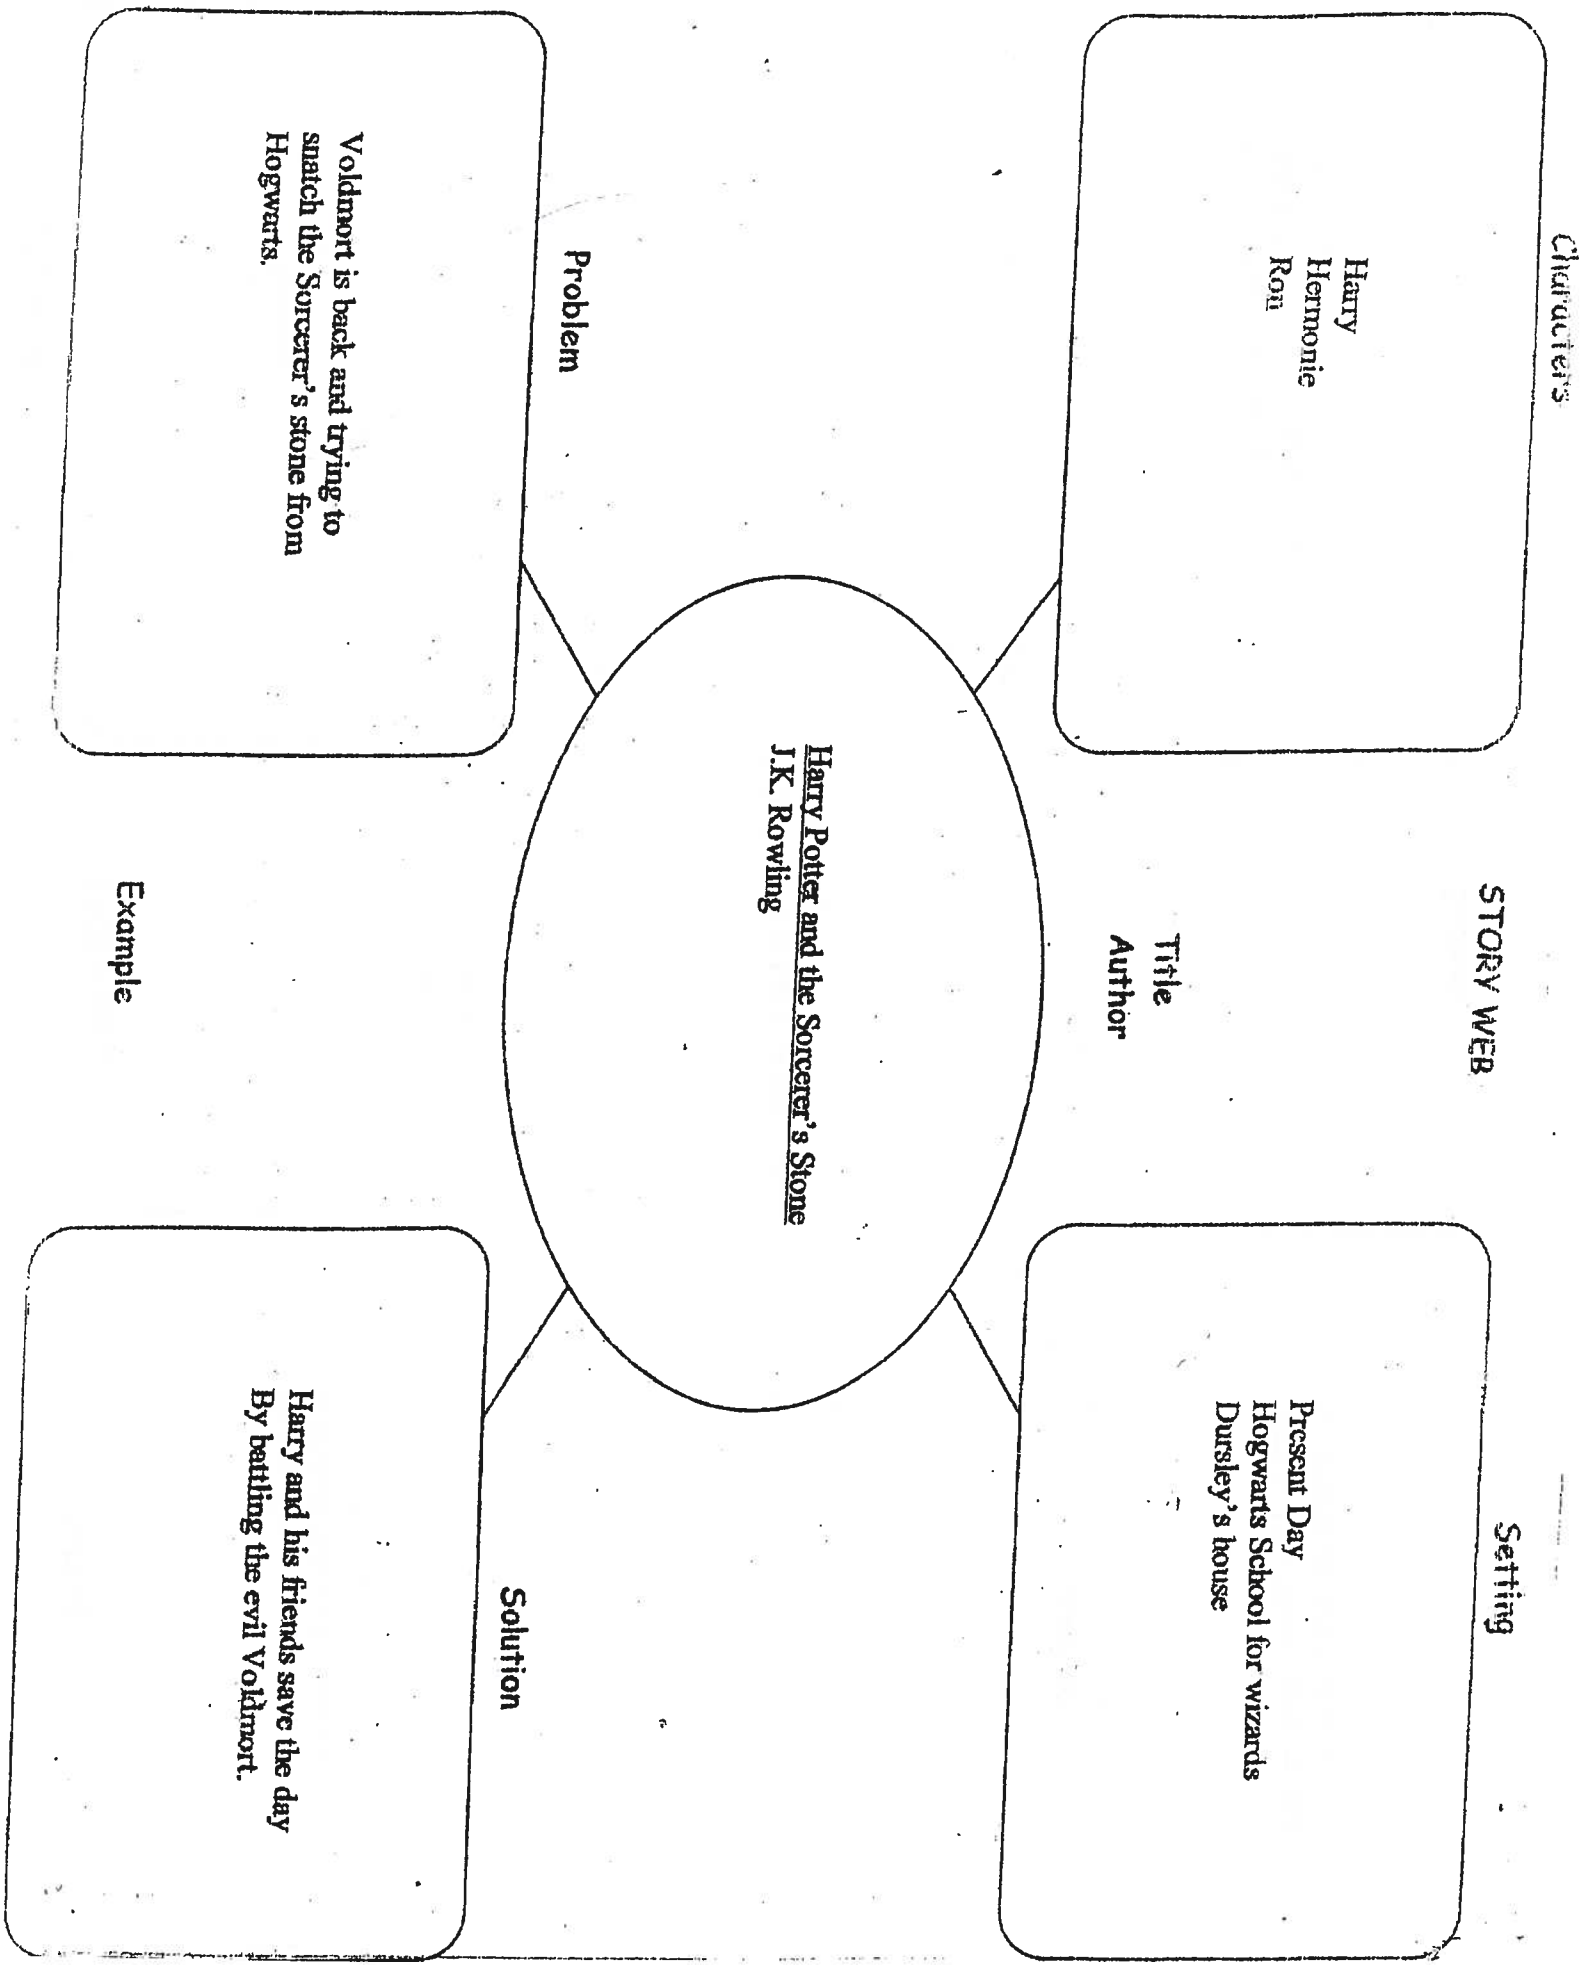 STORY WEB
Characters
Harry
Hermonie
Ron
Title
Author
Setting
Present Day
Hogwarts School for wizards
Dursley's house
Harry Potter and the Sorcerer's Stone
J.K. Rowling
Problem
Voldmort is back and trying to
snatch the Sorcerer's stone from
Hogwarts.
Solution
Harry and his friends save the day
By battling the evil Voldmort.
Example